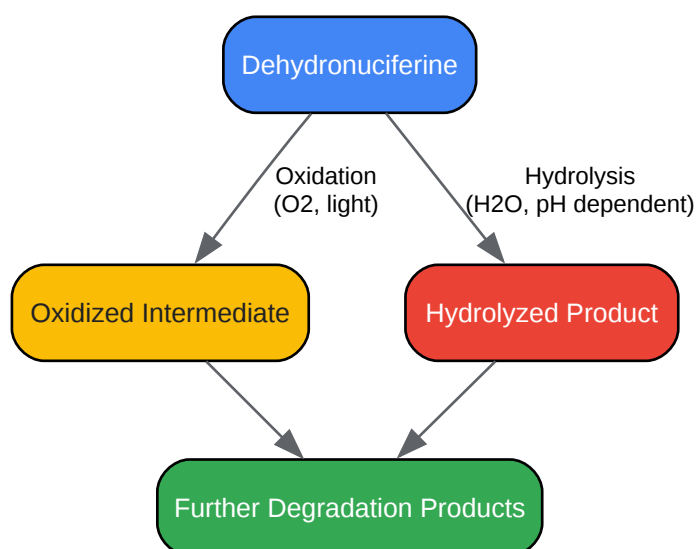 Dehydronuciferine
Oxidation
(O2, light)
Hydrolysis
(H2O, pH dependent)
Oxidized Intermediate
Hydrolyzed Product
Further Degradation Products